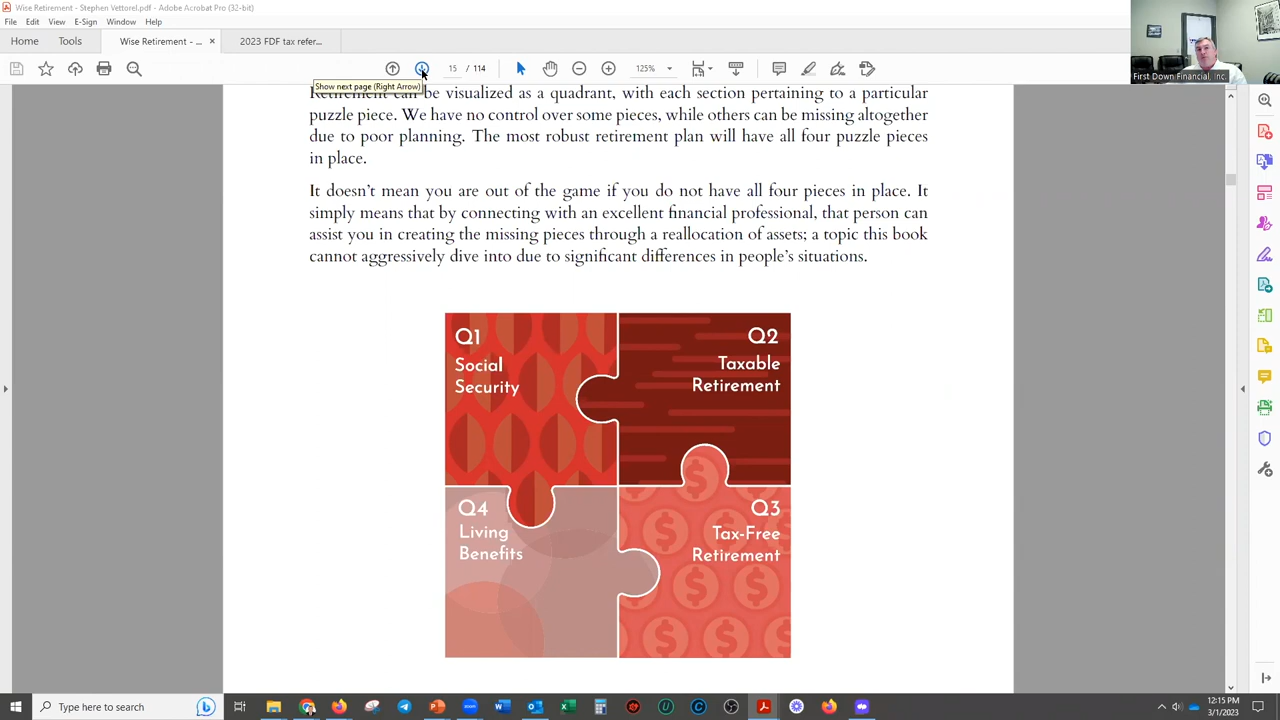 Wise Retirement - Stephen Vettorel.pdf - Adobe Acrobat Pro (32-bit)
File Edit View E-Sign Window Help
Home Tools Wise Retirement - ... × 2023 FDF tax refer...
15 / 114 125%
Show next page (Right Arrow)
First Down Financial, Inc.
Retirement can be visualized as a quadrant, with each section pertaining to a particular
puzzle piece. We have no control over some pieces, while others can be missing altogether
due to poor planning. The most robust retirement plan will have all four puzzle pieces
in place.
It doesn’t mean you are out of the game if you do not have all four pieces in place. It
simply means that by connecting with an excellent financial professional, that person can
assist you in creating the missing pieces through a reallocation of assets; a topic this book
cannot aggressively dive into due to significant differences in people’s situations.
Q1
Social
Security
Q2
Taxable
Retirement
Q4
Living
Benefits
Q3
Tax-Free
Retirement
Type here to search
12:15 PM
3/1/2023